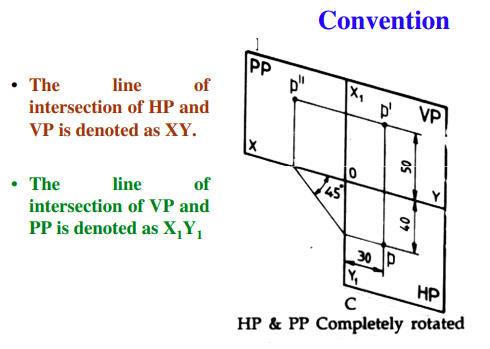 Convention
• The line of
intersection of HP and
VP is denoted as XY.
• The line of
intersection of VP and
PP is denoted as X₁Y₁
PP
p"
X₁
p'
VP
X
O
50
Y
45°
40
30
p
Y₁
HP
C
HP & PP Completely rotated